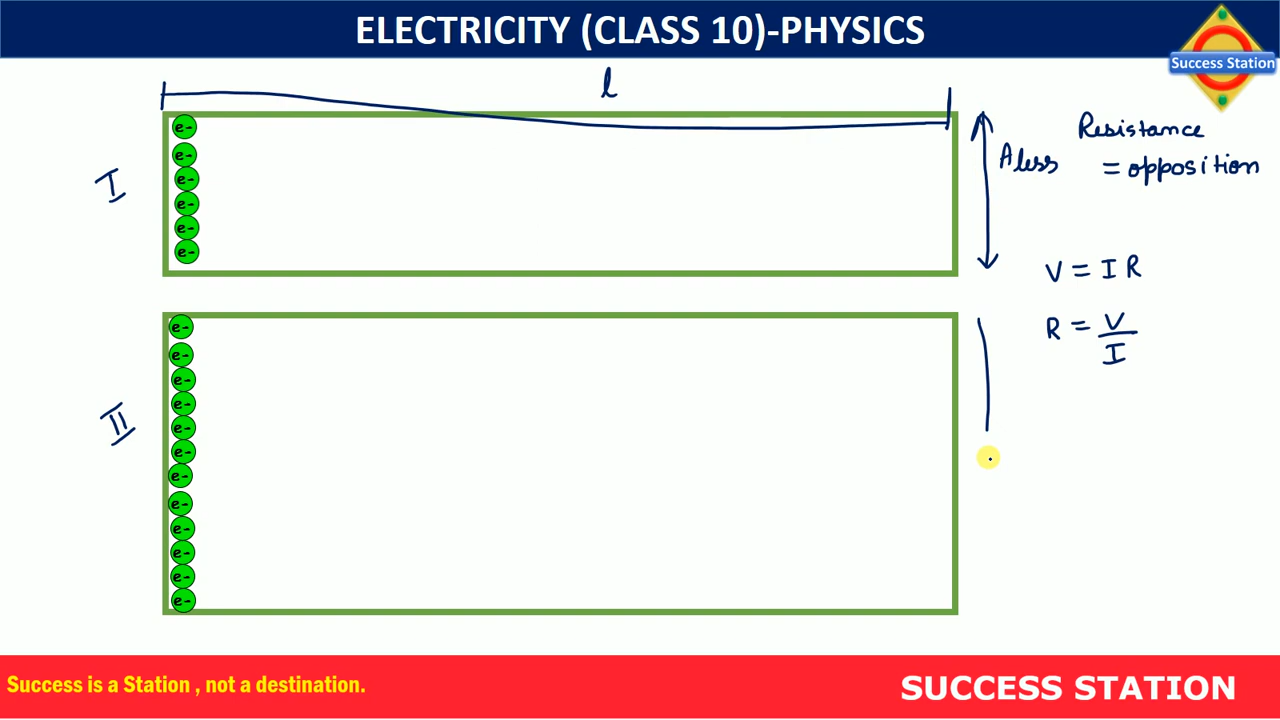 ELECTRICITY (CLASS 10)-PHYSICS
Success Station
l
I
e-
e-
e-
e-
e-
e-
A less
Resistance
= opposition
V = I R
R = V
I
II
e-
e-
e-
e-
e-
e-
e-
e-
e-
e-
e-
e-
Success is a Station , not a destination.
SUCCESS STATION